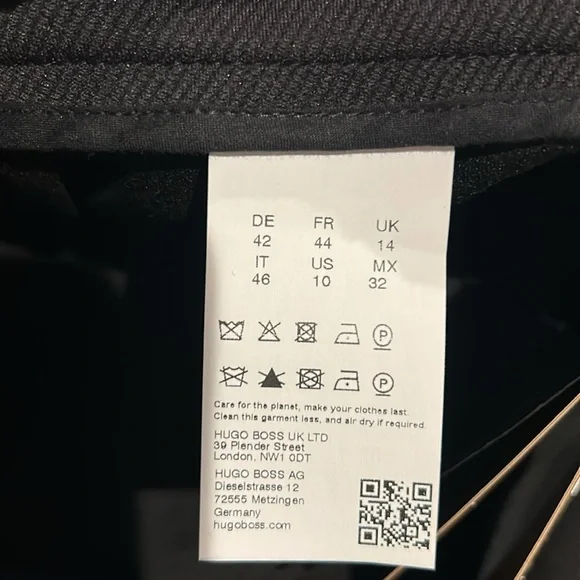 DE FR UK
42 44 14
IT US MX
46 10 32
P
P
Care for the planet, make your clothes last.
Clean this garment less, and air dry if required.
HUGO BOSS UK LTD
39 Plender Street
London, NW1 0DT
HUGO BOSS AG
Dieselstrasse 12
72555 Metzingen
Germany
hugoboss.com